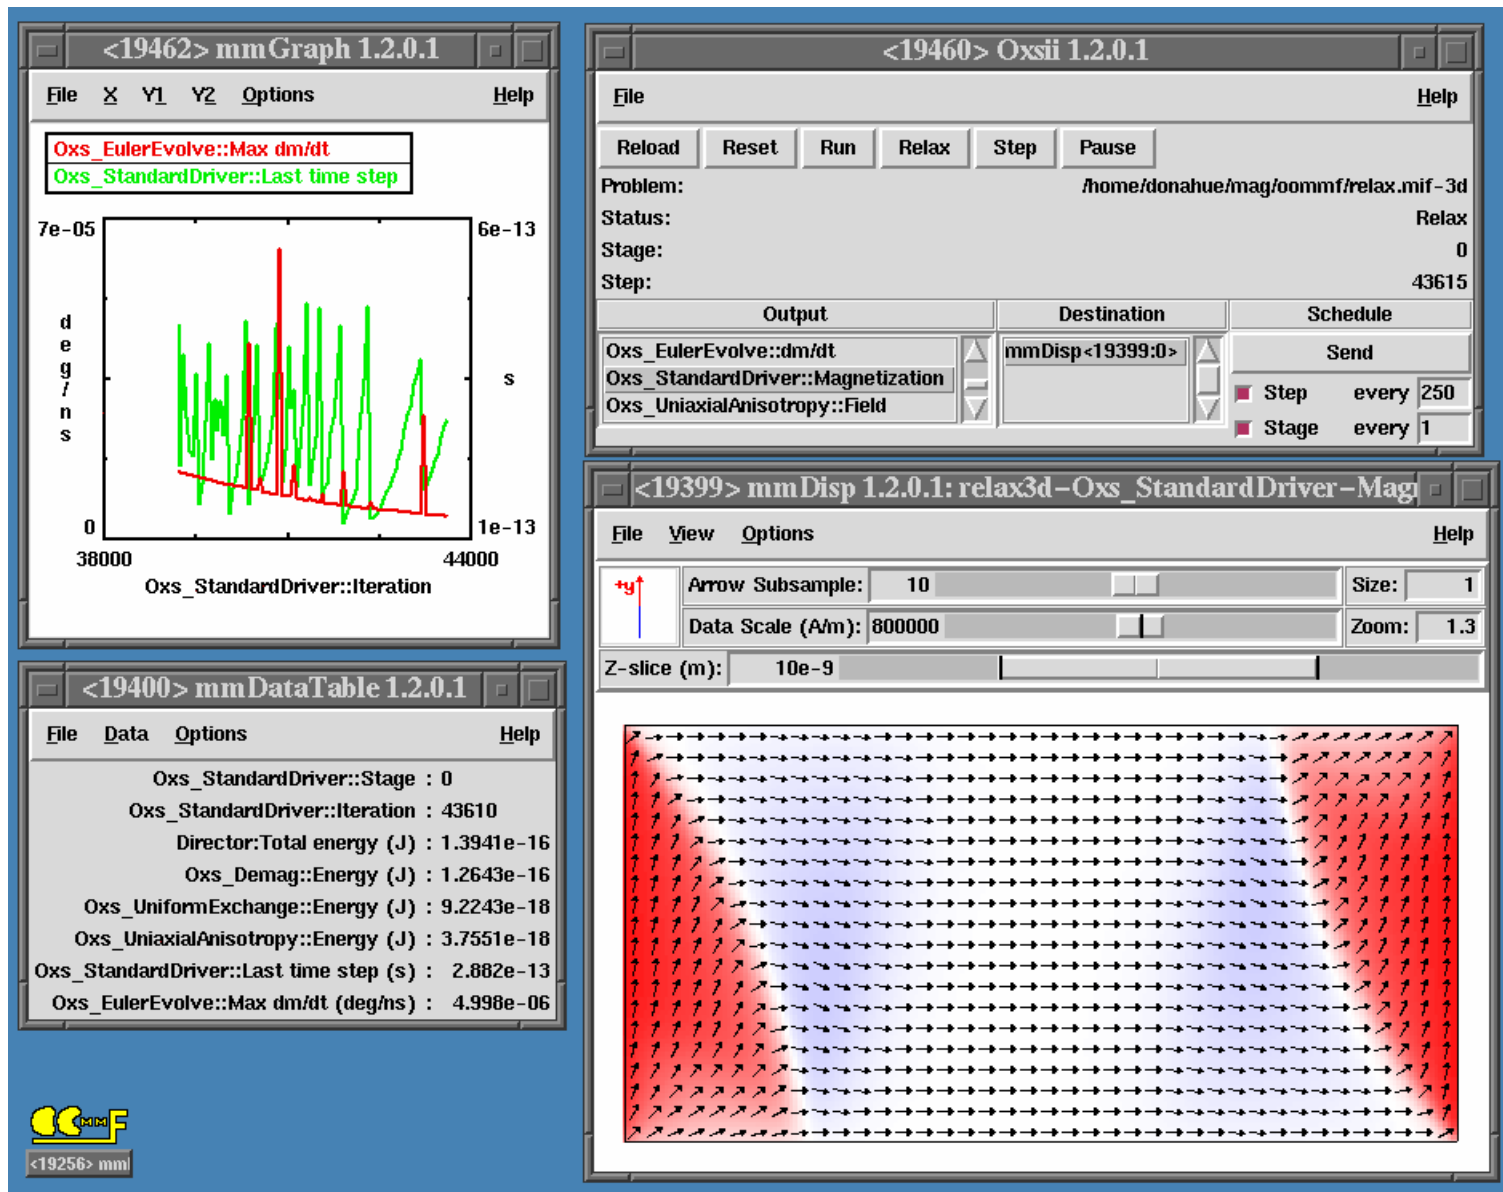 <19462> mmGraph 1.2.0.1
File X Y1 Y2 Options Help
Oxs_EulerEvolve::Max dm/dt
Oxs_StandardDriver::Last time step
7e-05 6e-13
deg/ns s
0 1e-13
38000 44000
Oxs_StandardDriver::Iteration
<19400> mmDataTable 1.2.0.1
File Data Options Help
Oxs_StandardDriver::Stage : 0
Oxs_StandardDriver::Iteration : 43610
Director:Total energy (J) : 1.3941e-16
Oxs_Demag::Energy (J) : 1.2643e-16
Oxs_UniformExchange::Energy (J) : 9.2243e-18
Oxs_UniaxialAnisotropy::Energy (J) : 3.7551e-18
Oxs_StandardDriver::Last time step (s) : 2.882e-13
Oxs_EulerEvolve::Max dm/dt (deg/ns) : 4.998e-06
OOMMF
<19256> mm
<19460> Oxsii 1.2.0.1
File Help
Reload Reset Run Relax Step Pause
Problem: /home/donahue/mag/oommf/relax.mif-3d
Status: Relax
Stage: 0
Step: 43615
Output Destination Schedule
Oxs_EulerEvolve::dm/dt mmDisp<19399:0> Send
Oxs_StandardDriver::Magnetization Step every 250
Oxs_UniaxialAnisotropy::Field Stage every 1
<19399> mmDisp 1.2.0.1: relax3d-Oxs_StandardDriver-Mag
File View Options Help
+y Arrow Subsample: 10 Size: 1
Data Scale (A/m): 800000 Zoom: 1.3
Z-slice (m): 10e-9